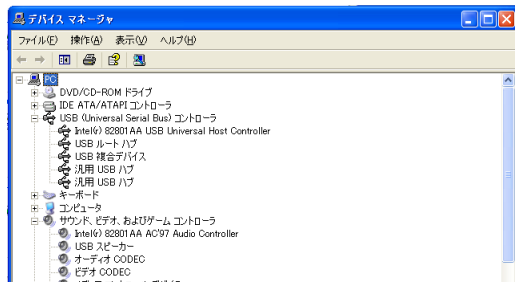 デバイス マネージャ
ファイル(F) 操作(A) 表示(V) ヘルプ(H)
PC
DVD/CD-ROM ドライブ
IDE ATA/ATAPI コントローラ
USB (Universal Serial Bus) コントローラ
Intel(r) 82801AA USB Universal Host Controller
USB ルート ハブ
USB 複合デバイス
汎用 USB ハブ
汎用 USB ハブ
キーボード
コンピュータ
サウンド、ビデオ、およびゲーム コントローラ
Intel(r) 82801AA AC'97 Audio Controller
USB スピーカー
オーディオ CODEC
ビデオ CODEC